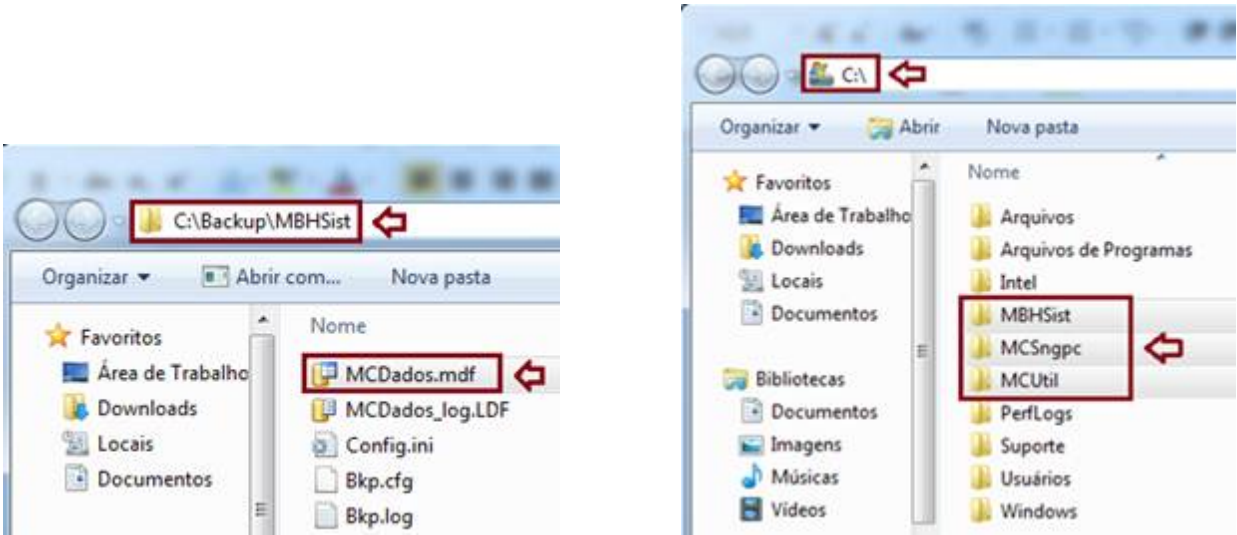 C:\Backup\MBHSist
Organizar
Abrir com...
Nova pasta
Favoritos
Área de Trabalho
Downloads
Locais
Documentos
Nome
MCDados.mdf
MCDados_log.LDF
Config.ini
Bkp.cfg
Bkp.log
C:\
Organizar
Abrir
Nova pasta
Favoritos
Área de Trabalho
Downloads
Locais
Documentos
Bibliotecas
Documentos
Imagens
Músicas
Vídeos
Nome
Arquivos
Arquivos de Programas
Intel
MBHSist
MCSngpc
MCUtil
PerfLogs
Suporte
Usuários
Windows